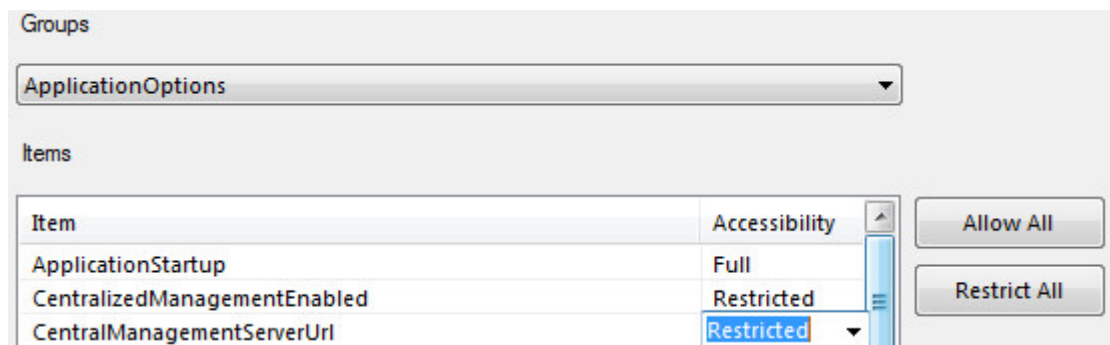 Groups
ApplicationOptions
Items
Item Accessibility
Allow All
ApplicationStartup Full
CentralizedManagementEnabled Restricted
Restrict All
CentralManagementServerUrl Restricted